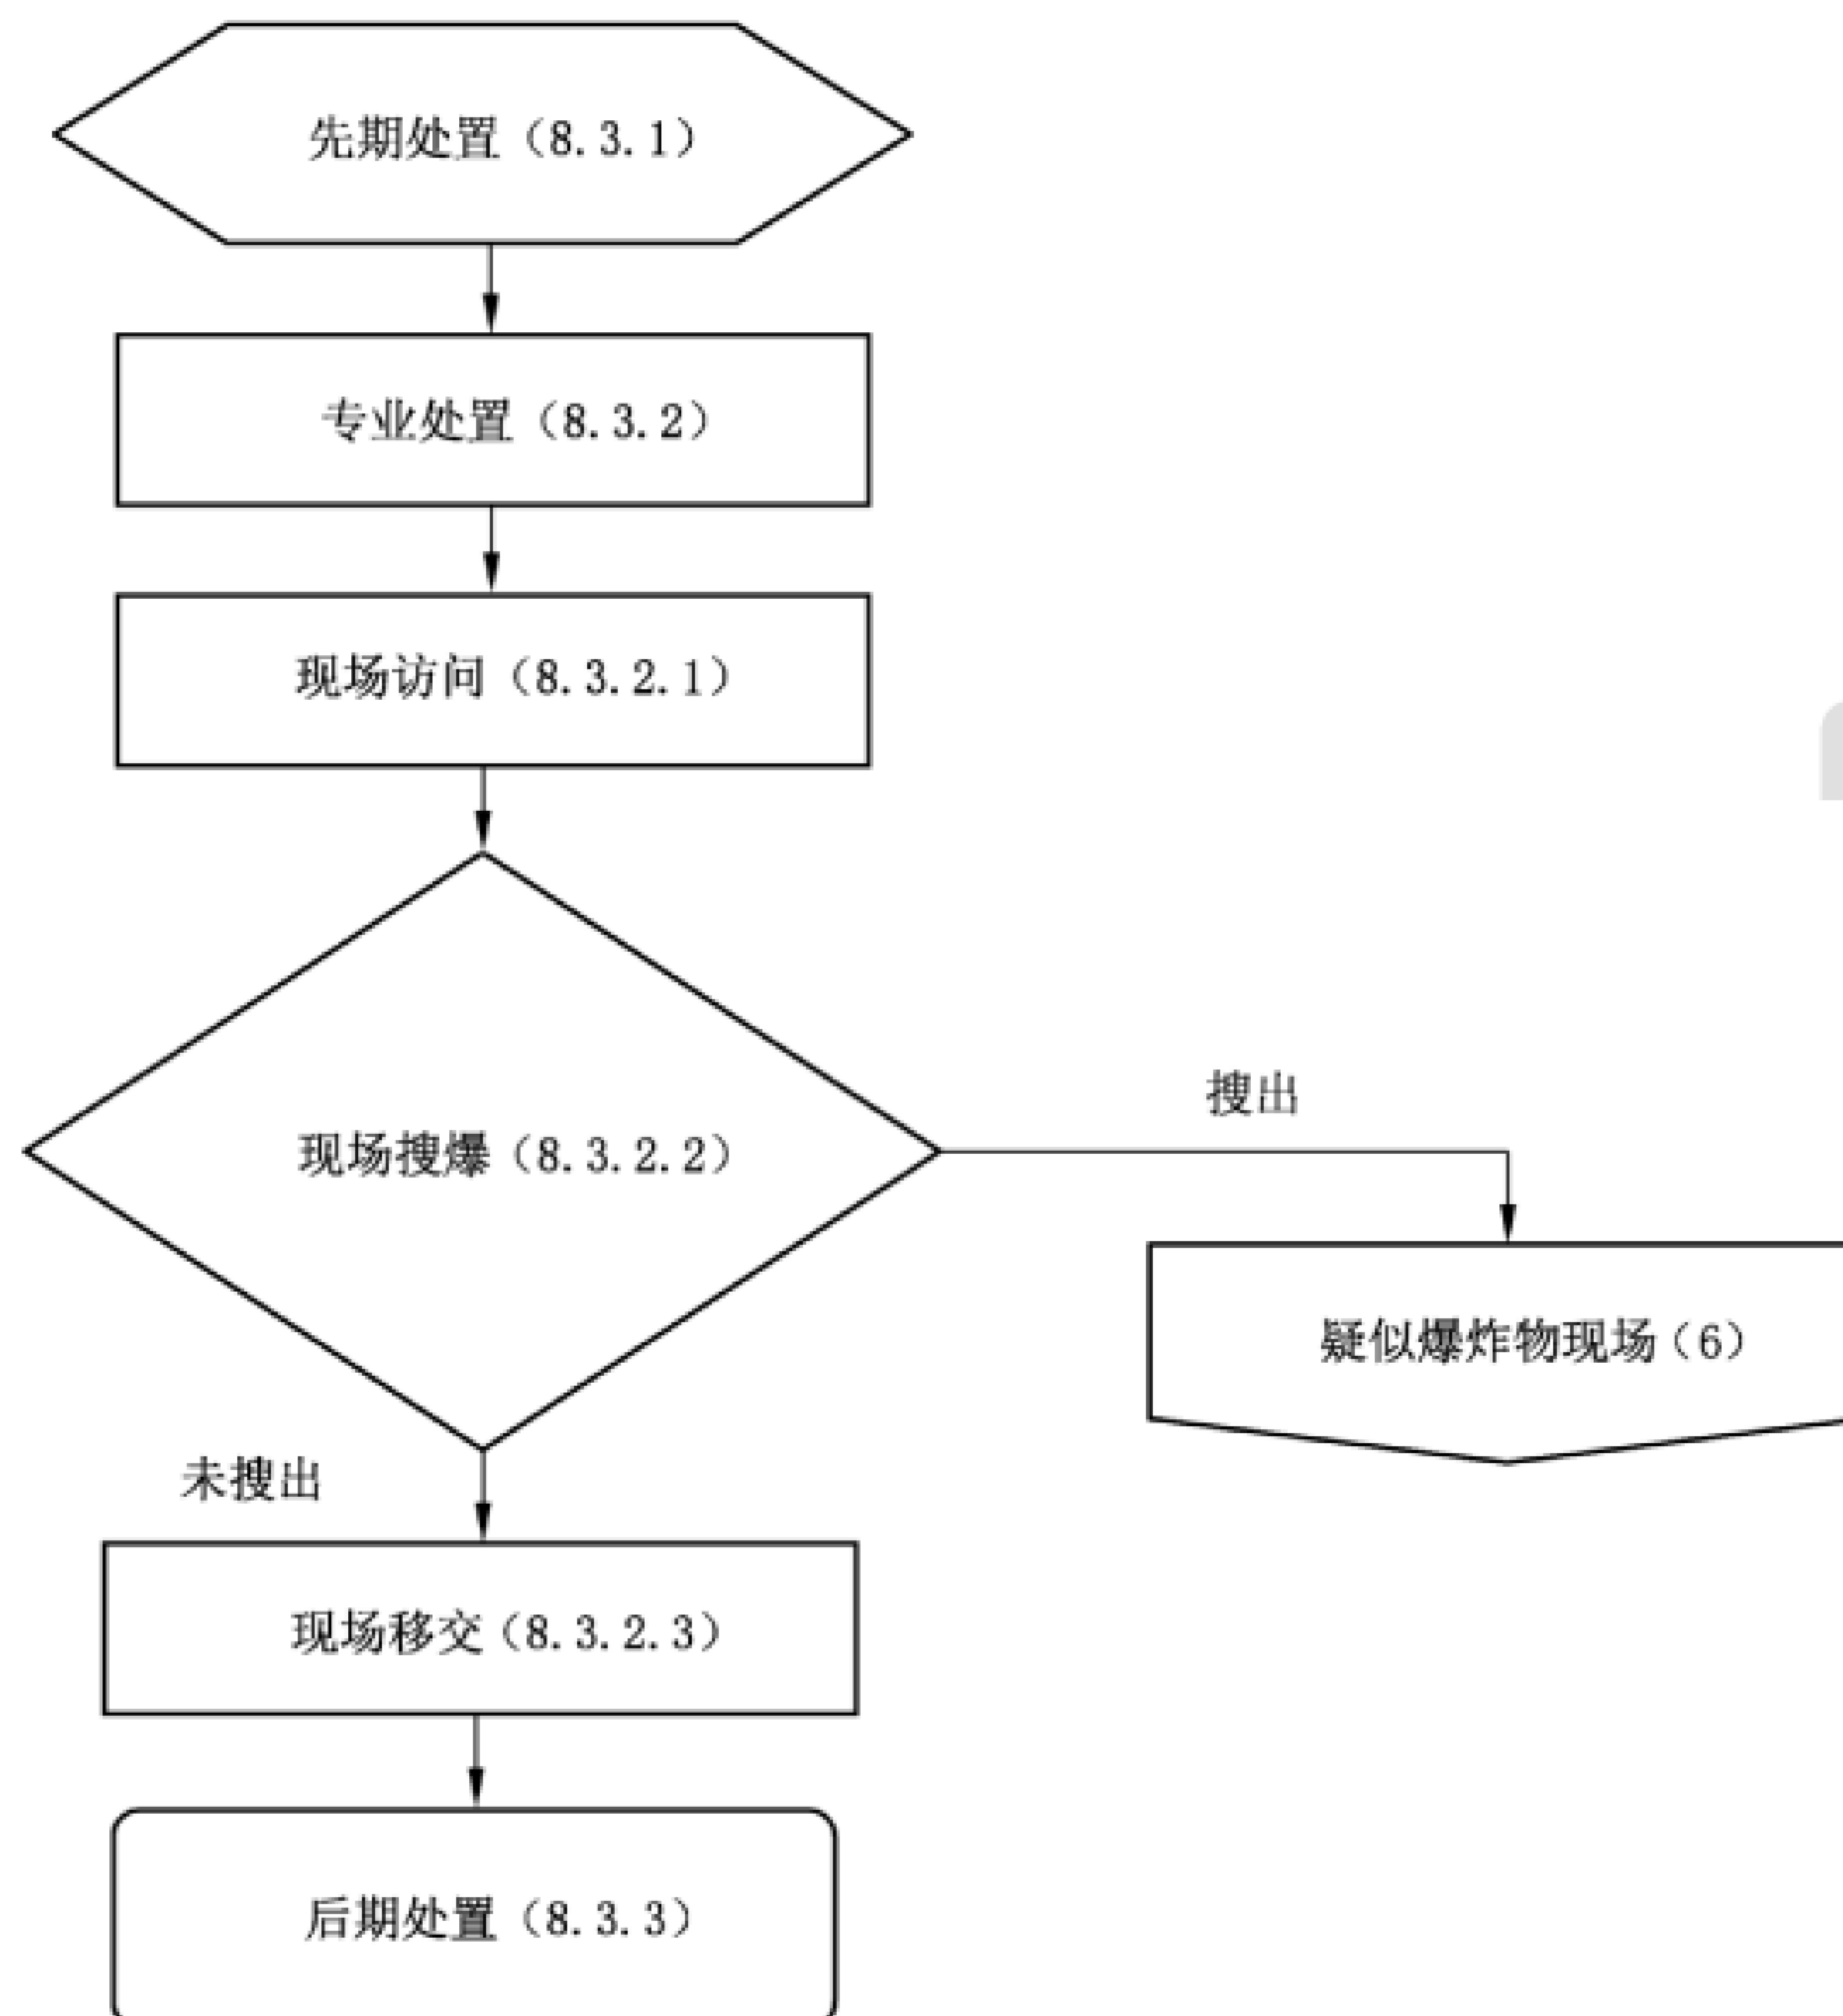 先期处置（8.3.1）
专业处置（8.3.2）
现场访问（8.3.2.1）
现场搜爆（8.3.2.2）
搜出
疑似爆炸物现场（6）
未搜出
现场移交（8.3.2.3）
后期处置（8.3.3）